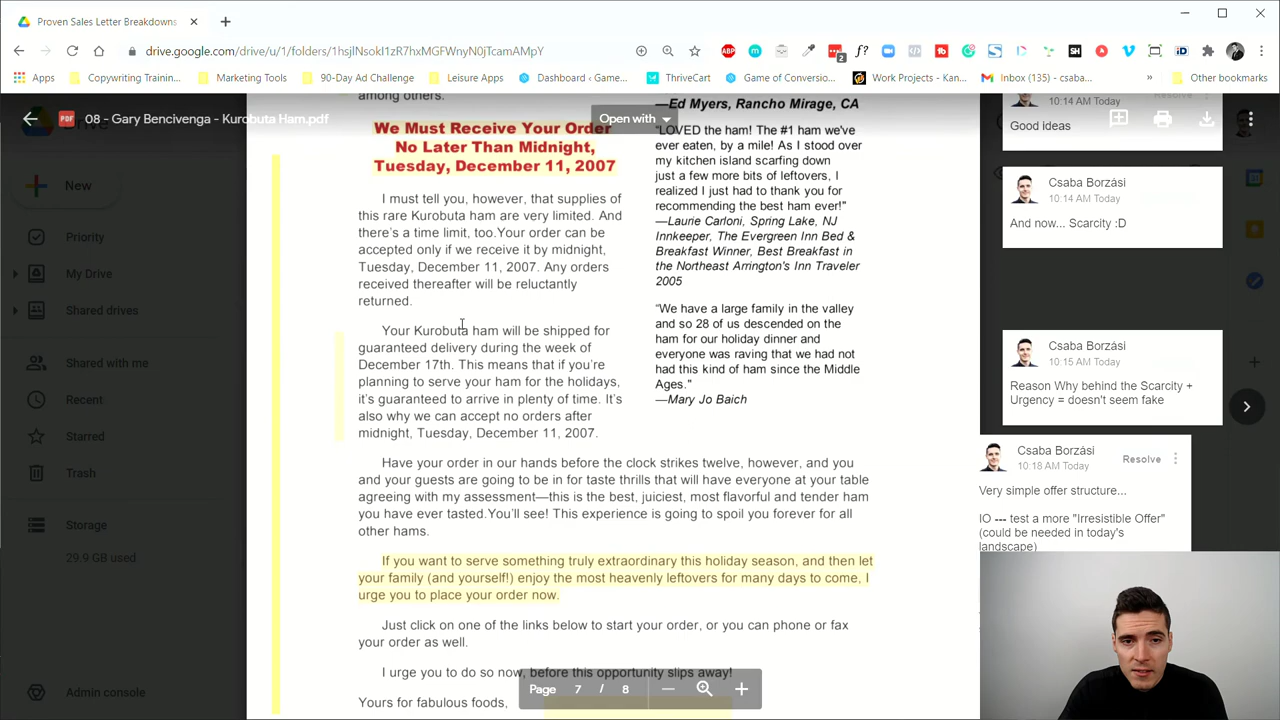 Proven Sales Letter Breakdowns
drive.google.com/drive/u/1/folders/1hsjlNsokI1zR7hxMGFWnyN0jTcamAMpY
Apps
Copywriting Trainin...
Marketing Tools
90-Day Ad Challenge
Leisure Apps
Dashboard ‹ Game...
ThriveCart
Game of Conversio...
Work Projects - Kan...
Inbox (135) - csaba...
Other bookmarks
08 - Gary Bencivenga - Kurobuta Ham.pdf
Open with
New
Priority
My Drive
Shared drives
Shared with me
Recent
Starred
Trash
Storage
29.9 GB used
Admin console
among others.
We Must Receive Your Order
No Later Than Midnight,
Tuesday, December 11, 2007
I must tell you, however, that supplies of
this rare Kurobuta ham are very limited. And
there's a time limit, too.Your order can be
accepted only if we receive it by midnight,
Tuesday, December 11, 2007. Any orders
received thereafter will be reluctantly
returned.
Your Kurobuta ham will be shipped for
guaranteed delivery during the week of
December 17th. This means that if you're
planning to serve your ham for the holidays,
it's guaranteed to arrive in plenty of time. It's
also why we can accept no orders after
midnight, Tuesday, December 11, 2007.
—Ed Myers, Rancho Mirage, CA
"LOVED the ham! The #1 ham we've
ever eaten, by a mile! As I stood over
my kitchen island scarfing down
just a few more bits of leftovers, I
realized I just had to thank you for
recommending the best ham ever!"
—Laurie Carloni, Spring Lake, NJ
Innkeeper, The Evergreen Inn Bed &
Breakfast Winner, Best Breakfast in
the Northeast Arrington's Inn Traveler
2005
"We have a large family in the valley
and so 28 of us descended on the
ham for our holiday dinner and
everyone was raving that we had not
had this kind of ham since the Middle
Ages."
—Mary Jo Baich
Have your order in our hands before the clock strikes twelve, however, and you
and your guests are going to be in for taste thrills that will have everyone at your table
agreeing with my assessment—this is the best, juiciest, most flavorful and tender ham
you have ever tasted.You'll see! This experience is going to spoil you forever for all
other hams.
If you want to serve something truly extraordinary this holiday season, and then let
your family (and yourself!) enjoy the most heavenly leftovers for many days to come, I
urge you to place your order now.
Just click on one of the links below to start your order, or you can phone or fax
your order as well.
I urge you to do so now, before this opportunity slips away!
Yours for fabulous foods,
Page 7 / 8
10:14 AM Today
Good ideas
Csaba Borzási
10:14 AM Today
And now... Scarcity :D
Csaba Borzási
10:15 AM Today
Reason Why behind the Scarcity +
Urgency = doesn't seem fake
Csaba Borzási
10:18 AM Today
Resolve
Very simple offer structure...
IO --- test a more "Irresistible Offer"
(could be needed in today's
landscape)